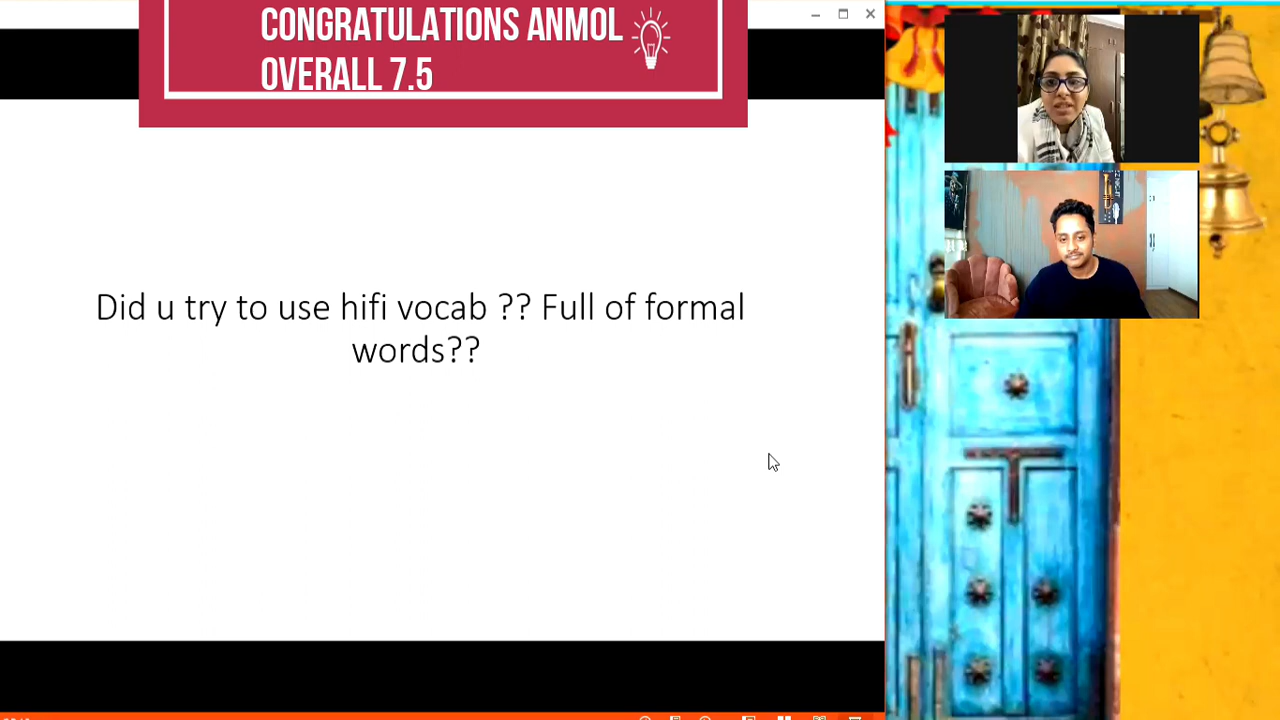 CONGRATULATIONS ANMOL
OVERALL 7.5
Did u try to use hifi vocab ?? Full of formal
words??